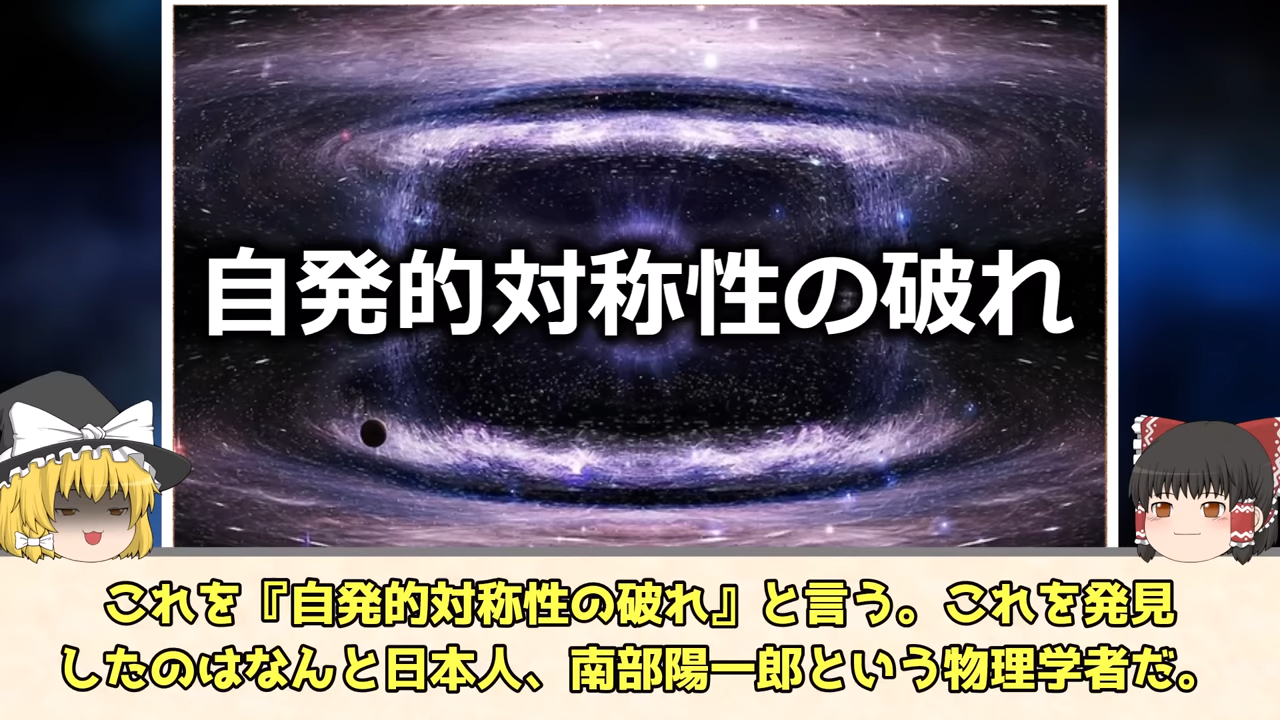 自発的対称性の破れ
これを『自発的対称性の破れ』と言う。これを発見
したのはなんと日本人、南部陽一郎という物理学者だ。